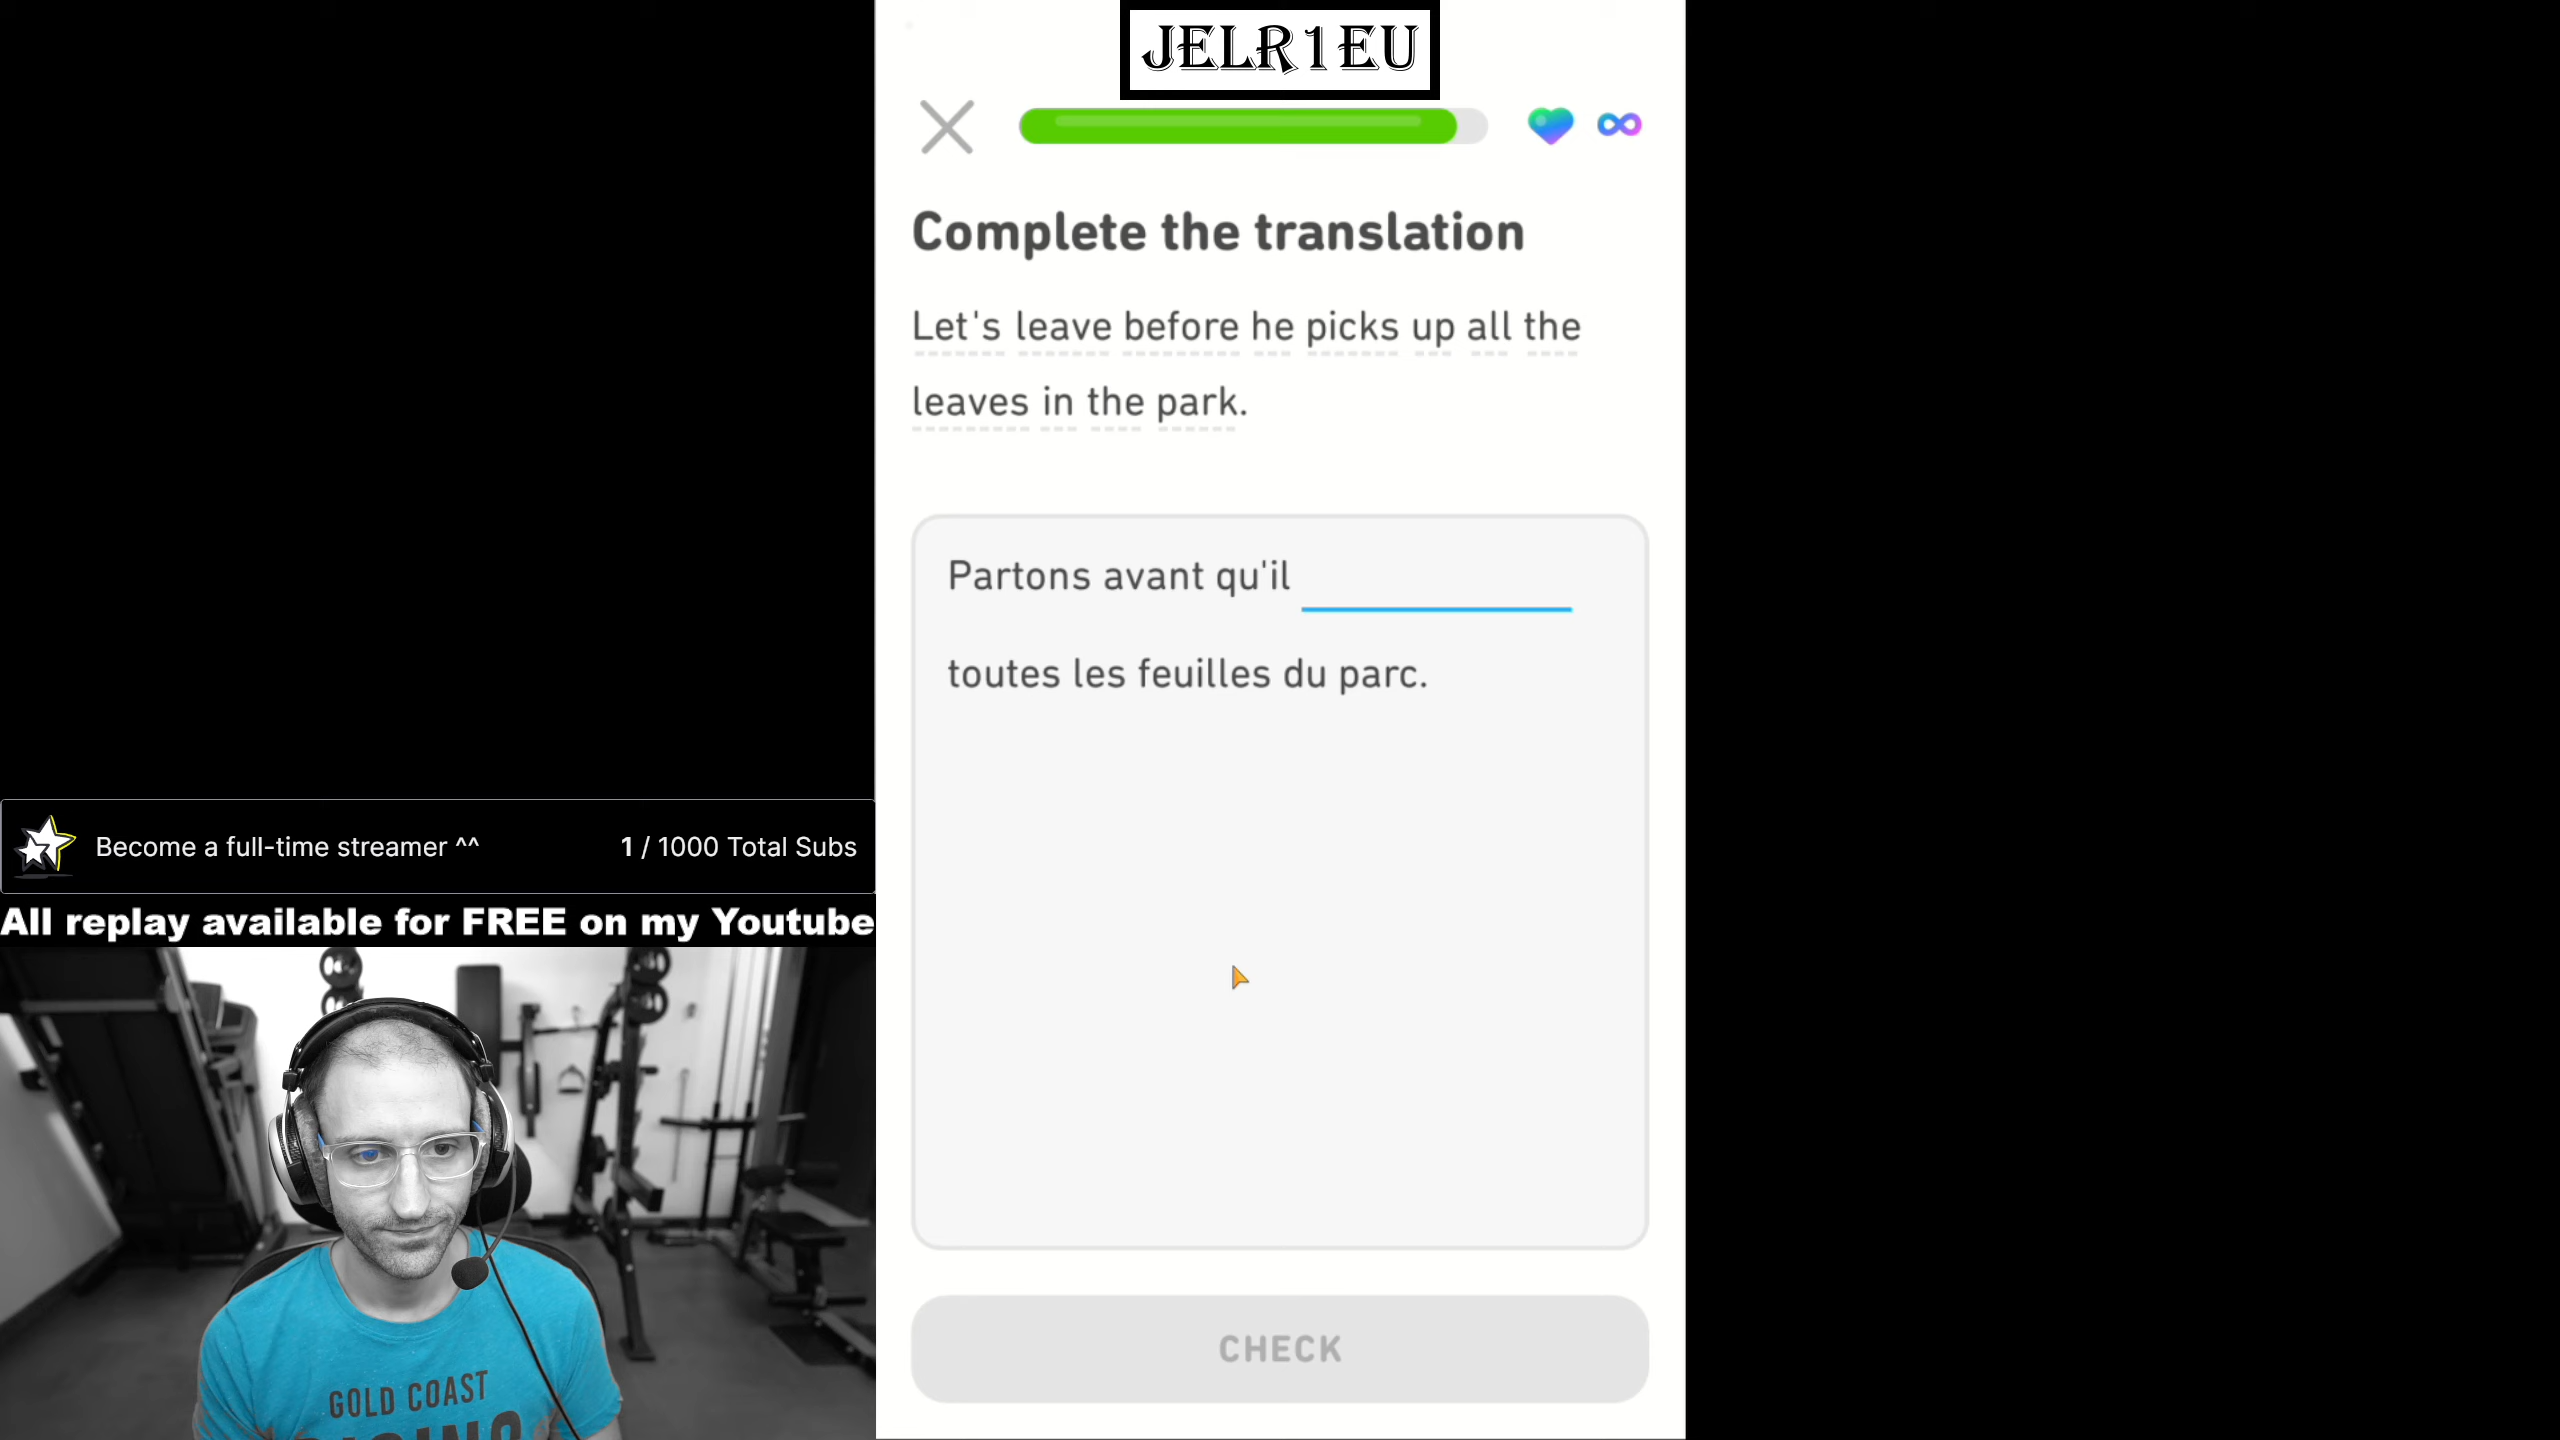 JELR1EU
Complete the translation
Let's leave before he picks up all the
leaves in the park.
Partons avant qu'il
toutes les feuilles du parc.
CHECK
Become a full-time streamer ^^ 1 / 1000 Total Subs
All replay available for FREE on my Youtube
GOLD COAST